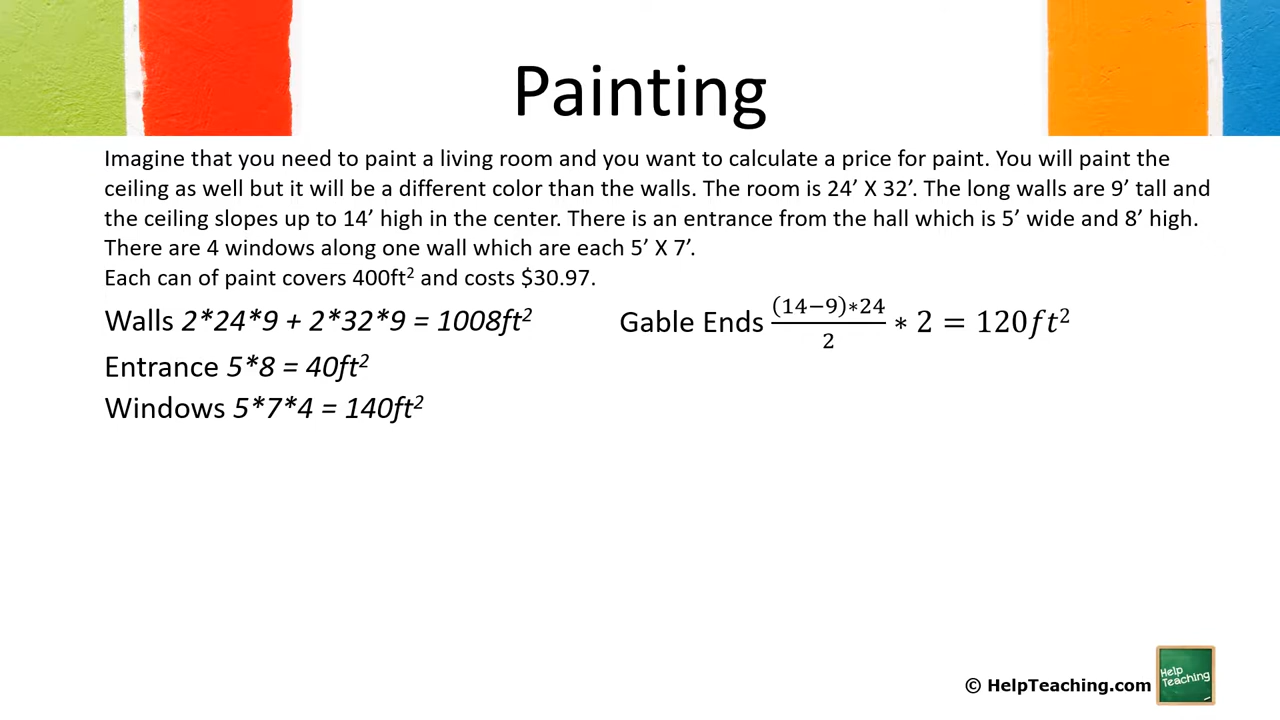 Painting
Imagine that you need to paint a living room and you want to calculate a price for paint. You will paint the
ceiling as well but it will be a different color than the walls. The room is 24’ X 32’. The long walls are 9’ tall and
the ceiling slopes up to 14’ high in the center. There is an entrance from the hall which is 5’ wide and 8’ high.
There are 4 windows along one wall which are each 5’ X 7’.
Each can of paint covers 400ft² and costs $30.97.
Walls 2*24*9 + 2*32*9 = 1008ft²
Gable Ends (14−9)*24/2 * 2 = 120ft²
Entrance 5*8 = 40ft²
Windows 5*7*4 = 140ft²
© HelpTeaching.com
Help
Teaching